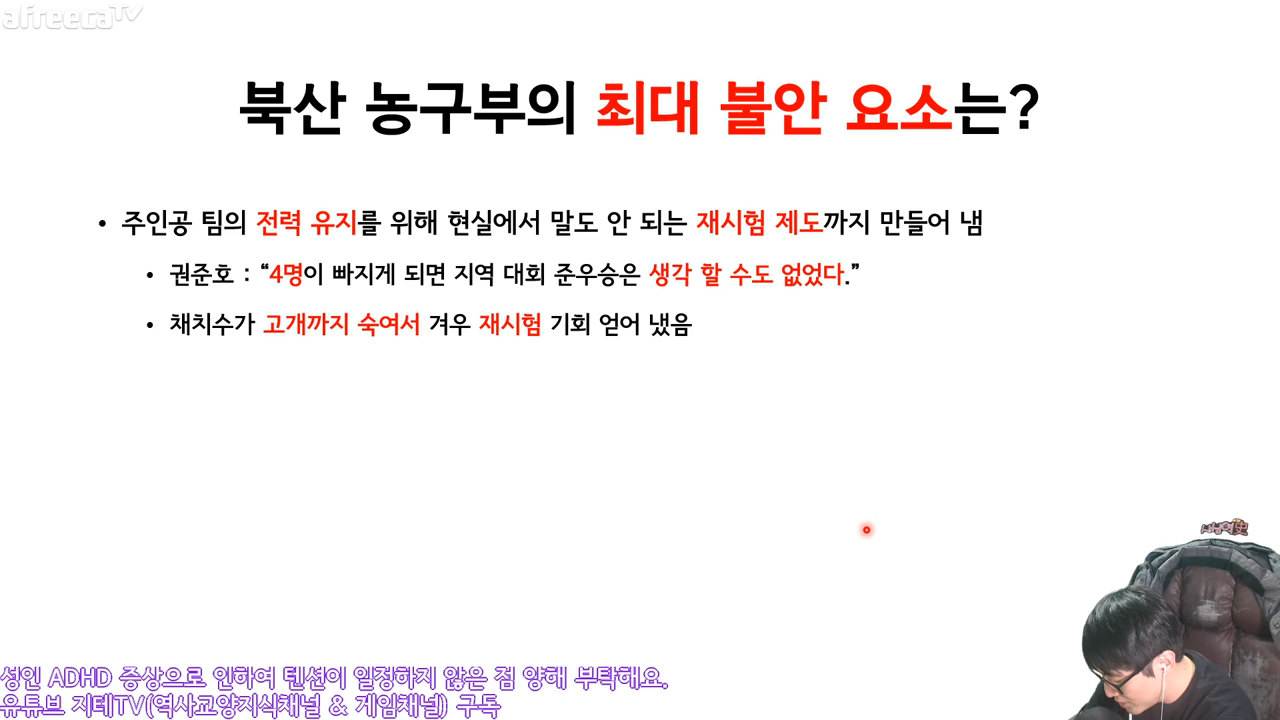 afreecaTV
북산 농구부의 최대 불안 요소는?
• 주인공 팀의 전력 유지를 위해 현실에서 말도 안 되는 재시험 제도까지 만들어 냄
• 권준호 : “4명이 빠지게 되면 지역 대회 준우승은 생각 할 수도 없었다.”
• 채치수가 고개까지 숙여서 겨우 재시험 기회 얻어 냈음
성인 ADHD 증상으로 인하여 텐션이 일정하지 않은 점 양해 부탁해요.
유튜브 지테TV(역사교양지식채널 & 게임채널) 구독